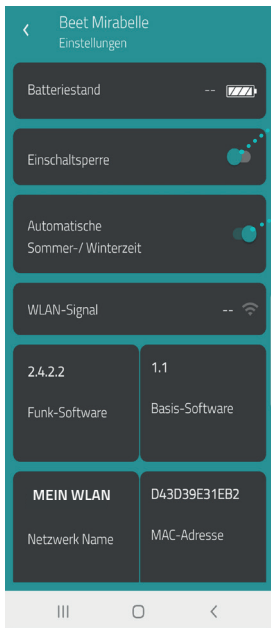 Beet Mirabelle
Einstellungen
Batteriestand --
Einschaltsperre
Automatische
Sommer-/ Winterzeit
WLAN-Signal --
2.4.2.2
Funk-Software
1.1
Basis-Software
MEIN WLAN
Netzwerk Name
D43D39E31EB2
MAC-Adresse